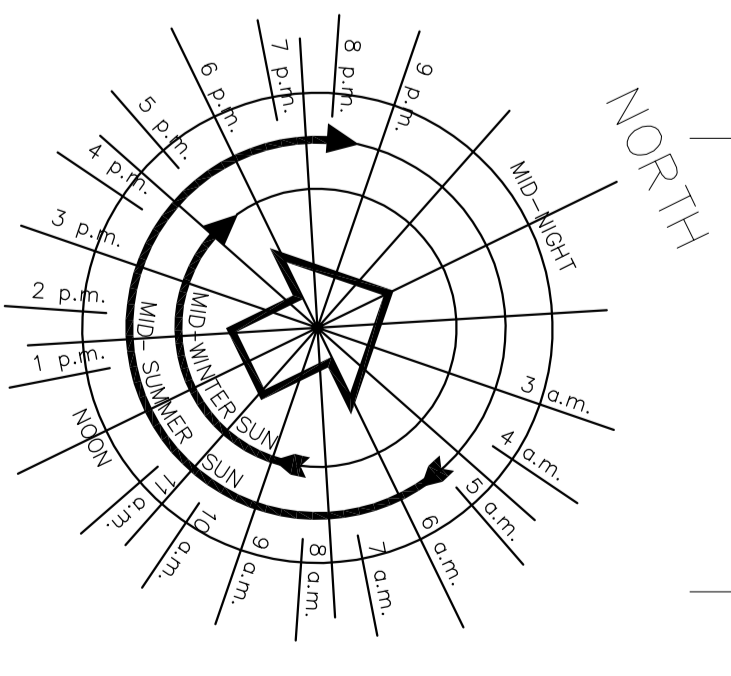 NORTH
MID-NIGHT
3 a.m.
4 a.m.
5 a.m.
6 a.m.
7 a.m.
8 a.m.
9 a.m.
10 a.m.
11 a.m.
NOON
1 p.m.
2 p.m.
3 p.m.
4 p.m.
5 p.m.
6 p.m.
7 p.m.
8 p.m.
9 p.m.
MID- SUMMER SUN
MID-WINTER SUN